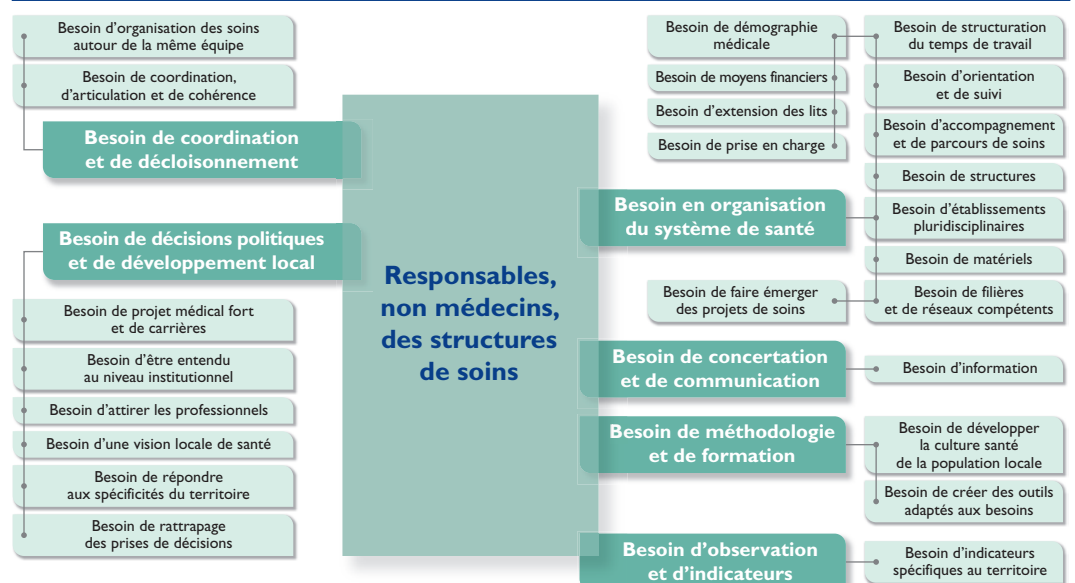 Besoin d'organisation des soins
autour de la même équipe
Besoin de coordination,
d'articulation et de cohérence
Besoin de coordination
et de décloisonnement
Besoin de décisions politiques
et de développement local
Besoin de projet médical fort
et de carrières
Besoin d'être entendu
au niveau institutionnel
Besoin d'attirer les professionnels
Besoin d'une vision locale de santé
Besoin de répondre
aux spécificités du territoire
Besoin de rattrapage
des prises de décisions
Responsables,
non médecins,
des structures
de soins
Besoin de démographie
médicale
Besoin de moyens financiers
Besoin d'extension des lits
Besoin de prise en charge
Besoin en organisation
du système de santé
Besoin de faire émerger
des projets de soins
Besoin de structuration
du temps de travail
Besoin d'orientation
et de suivi
Besoin d'accompagnement
et de parcours de soins
Besoin de structures
Besoin d'établissements
pluridisciplinaires
Besoin de matériels
Besoin de filières
et de réseaux compétents
Besoin de concertation
et de communication
Besoin d'information
Besoin de méthodologie
et de formation
Besoin de développer
la culture santé
de la population locale
Besoin de créer des outils
adaptés aux besoins
Besoin d'observation
et d'indicateurs
Besoin d'indicateurs
spécifiques au territoire